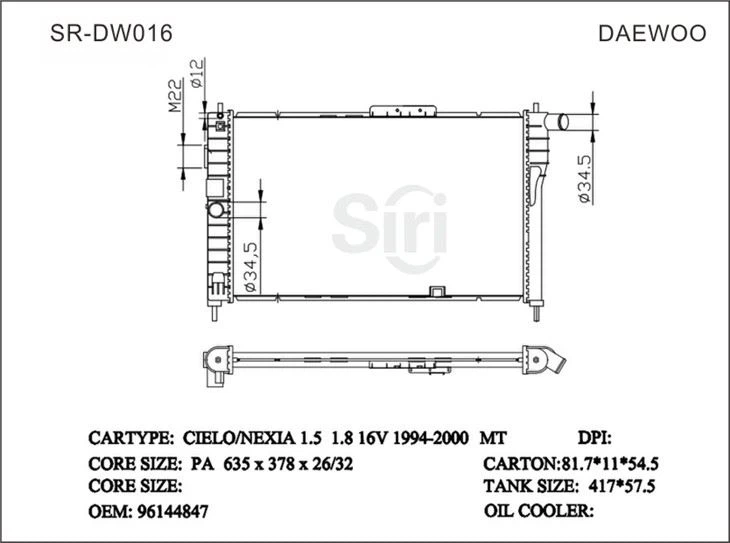 SR-DW016
DAEWOO
M22
ø12
ø34.5
ø34,5
Siri
CARTYPE: CIELO/NEXIA 1.5 1.8 16V 1994-2000 MT DPI:
CORE SIZE: PA 635 x 378 x 26/32 CARTON:81.7*11*54.5
CORE SIZE: TANK SIZE: 417*57.5
OEM: 96144847 OIL COOLER: